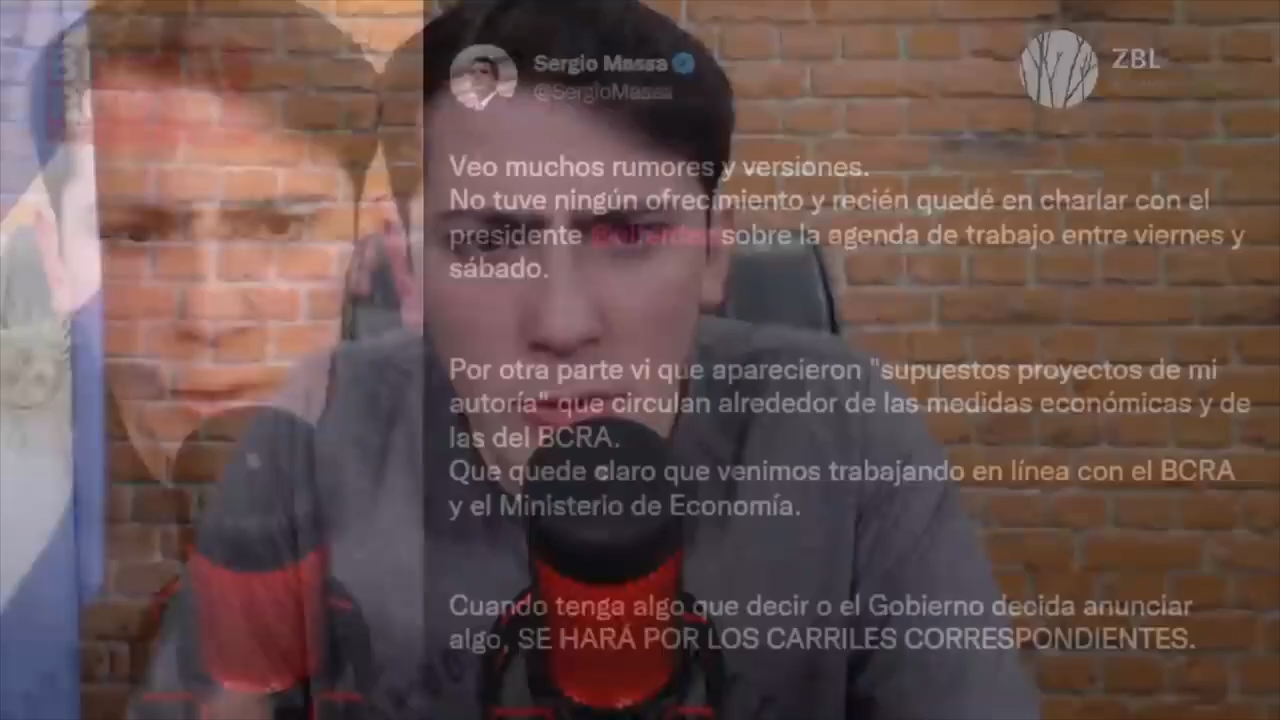 Sergio Massa
@SergioMassa
ZBL
Veo muchos rumores y versiones.
No tuve ningún ofrecimiento y recién quedé en charlar con el
presidente sobre la agenda de trabajo entre viernes y
sábado.
Por otra parte vi que aparecieron "supuestos proyectos de mi
autoría" que circulan alrededor de las medidas económicas y de
las del BCRA.
Que quede claro que venimos trabajando en línea con el BCRA
y el Ministerio de Economía.
Cuando tenga algo que decir o el Gobierno decida anunciar
algo, SE HARÁ POR LOS CARRILES CORRESPONDIENTES.